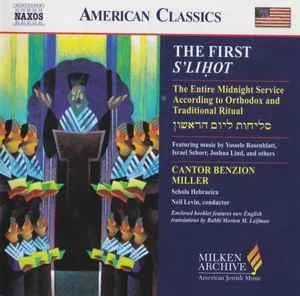 NAXOS
AMERICAN CLASSICS
THE FIRST
S'LIḤOT
The Entire Midnight Service
According to Orthodox and
Traditional Ritual
סליחות ליום הראשון
Featuring music by Yossele Rosenblatt,
Israel Schorr, Joshua Lind, and others
CANTOR BENZION
MILLER
Schola Hebraeica
Neil Levin, conductor
Enclosed booklet features new English
translations by Rabbi Morton M. Leifman
MILKEN
ARCHIVE
American Jewish Music